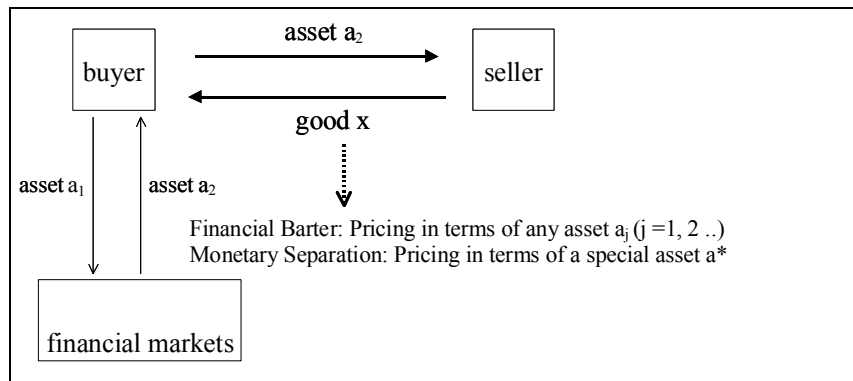 asset a₂
buyer
seller
good x
asset a₁
asset a₂
Financial Barter: Pricing in terms of any asset aⱼ (j =1, 2 ..)
Monetary Separation: Pricing in terms of a special asset a*
financial markets